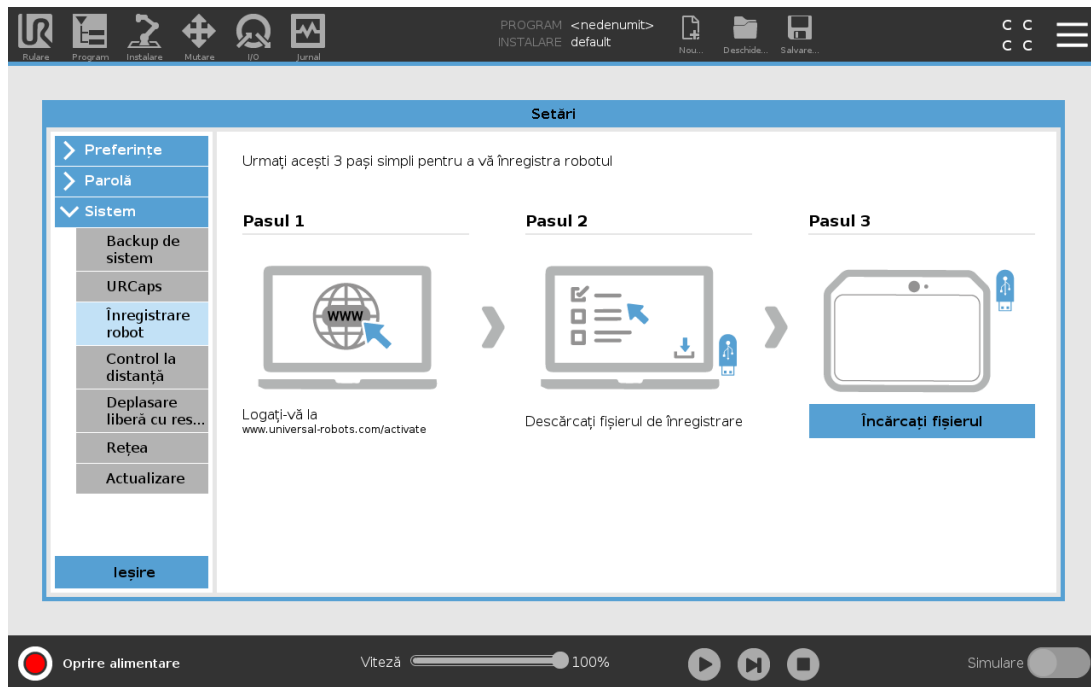 PROGRAM <nedenumit>
INSTALARE default
C C
C C
Rulare Program Instalare Mutare I/O Jurnal Nou... Deschide... Salvare...
Setări
Preferințe
Parolă
Sistem
Backup de
sistem
URCaps
Înregistrare
robot
Control la
distanță
Deplasare
liberă cu res...
Rețea
Actualizare
Ieșire
Urmați acești 3 pași simpli pentru a vă înregistra robotul
Pasul 1
WWW
Logați-vă la
www.universal-robots.com/activate
Pasul 2
Descărcați fișierul de înregistrare
Pasul 3
Încărcați fișierul
Oprire alimentare Viteză 100% Simulare